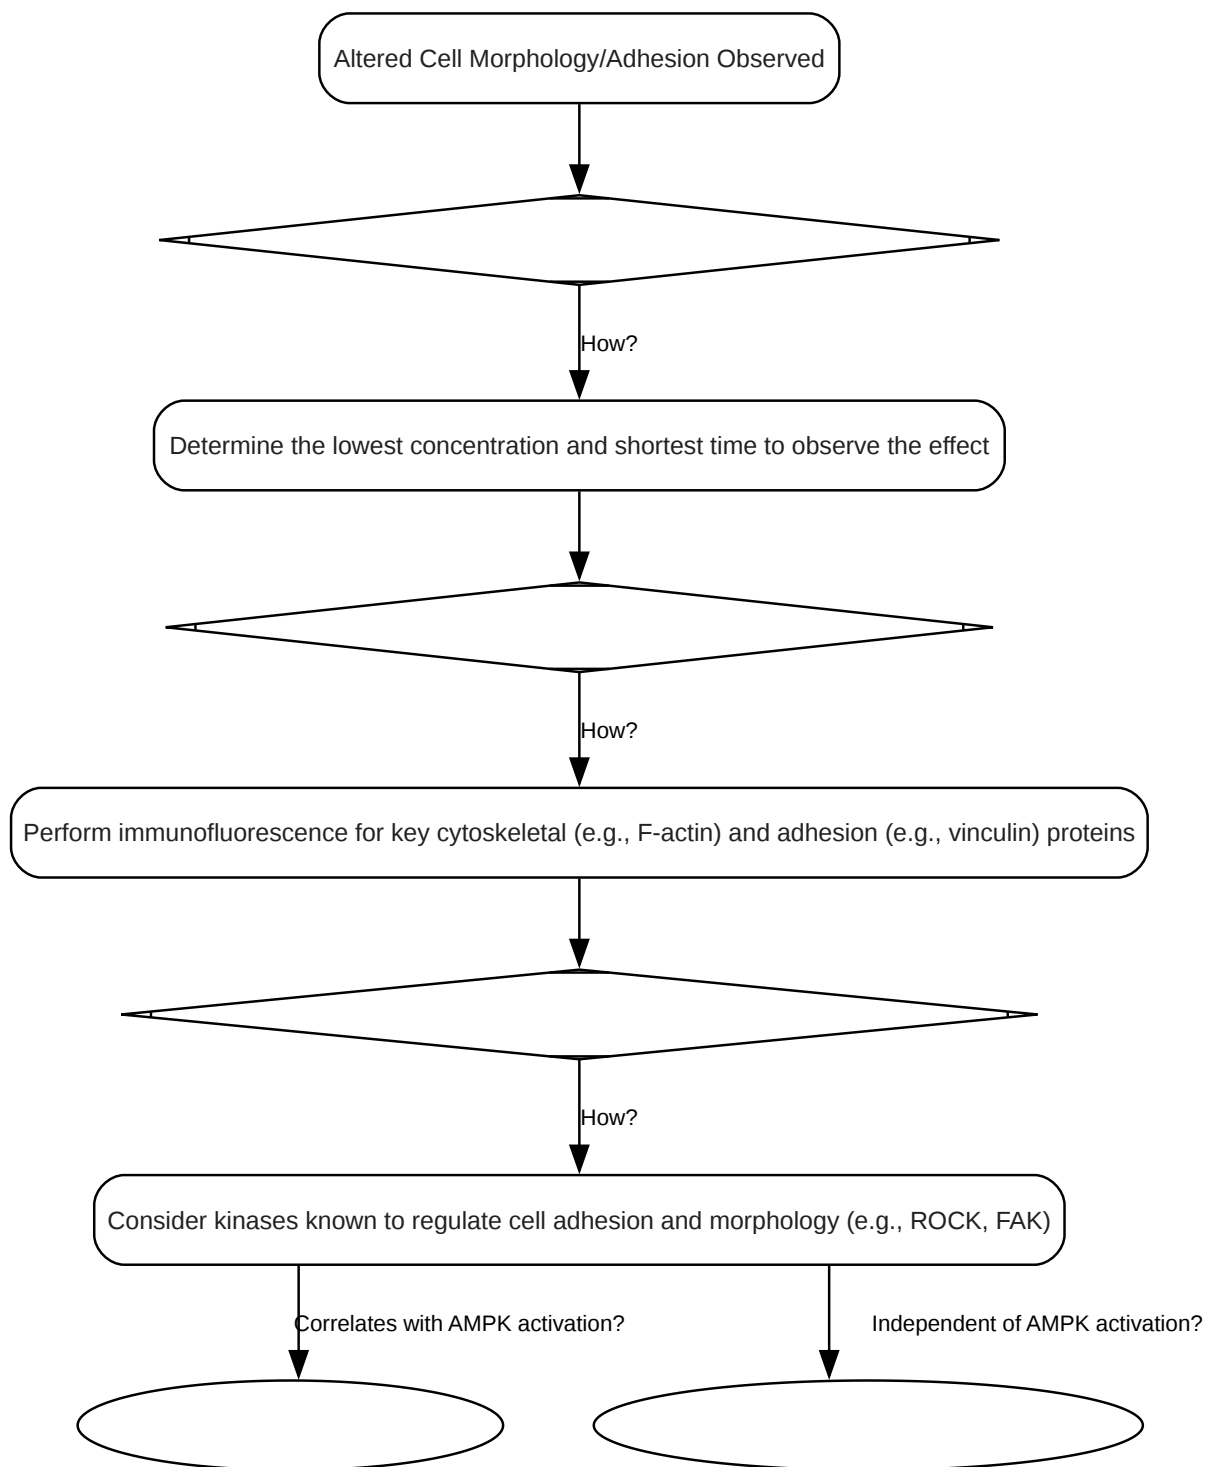 Altered Cell Morphology/Adhesion Observed
How?
Determine the lowest concentration and shortest time to observe the effect
How?
Perform immunofluorescence for key cytoskeletal (e.g., F-actin) and adhesion (e.g., vinculin) proteins
How?
Consider kinases known to regulate cell adhesion and morphology (e.g., ROCK, FAK)
Correlates with AMPK activation?
Independent of AMPK activation?